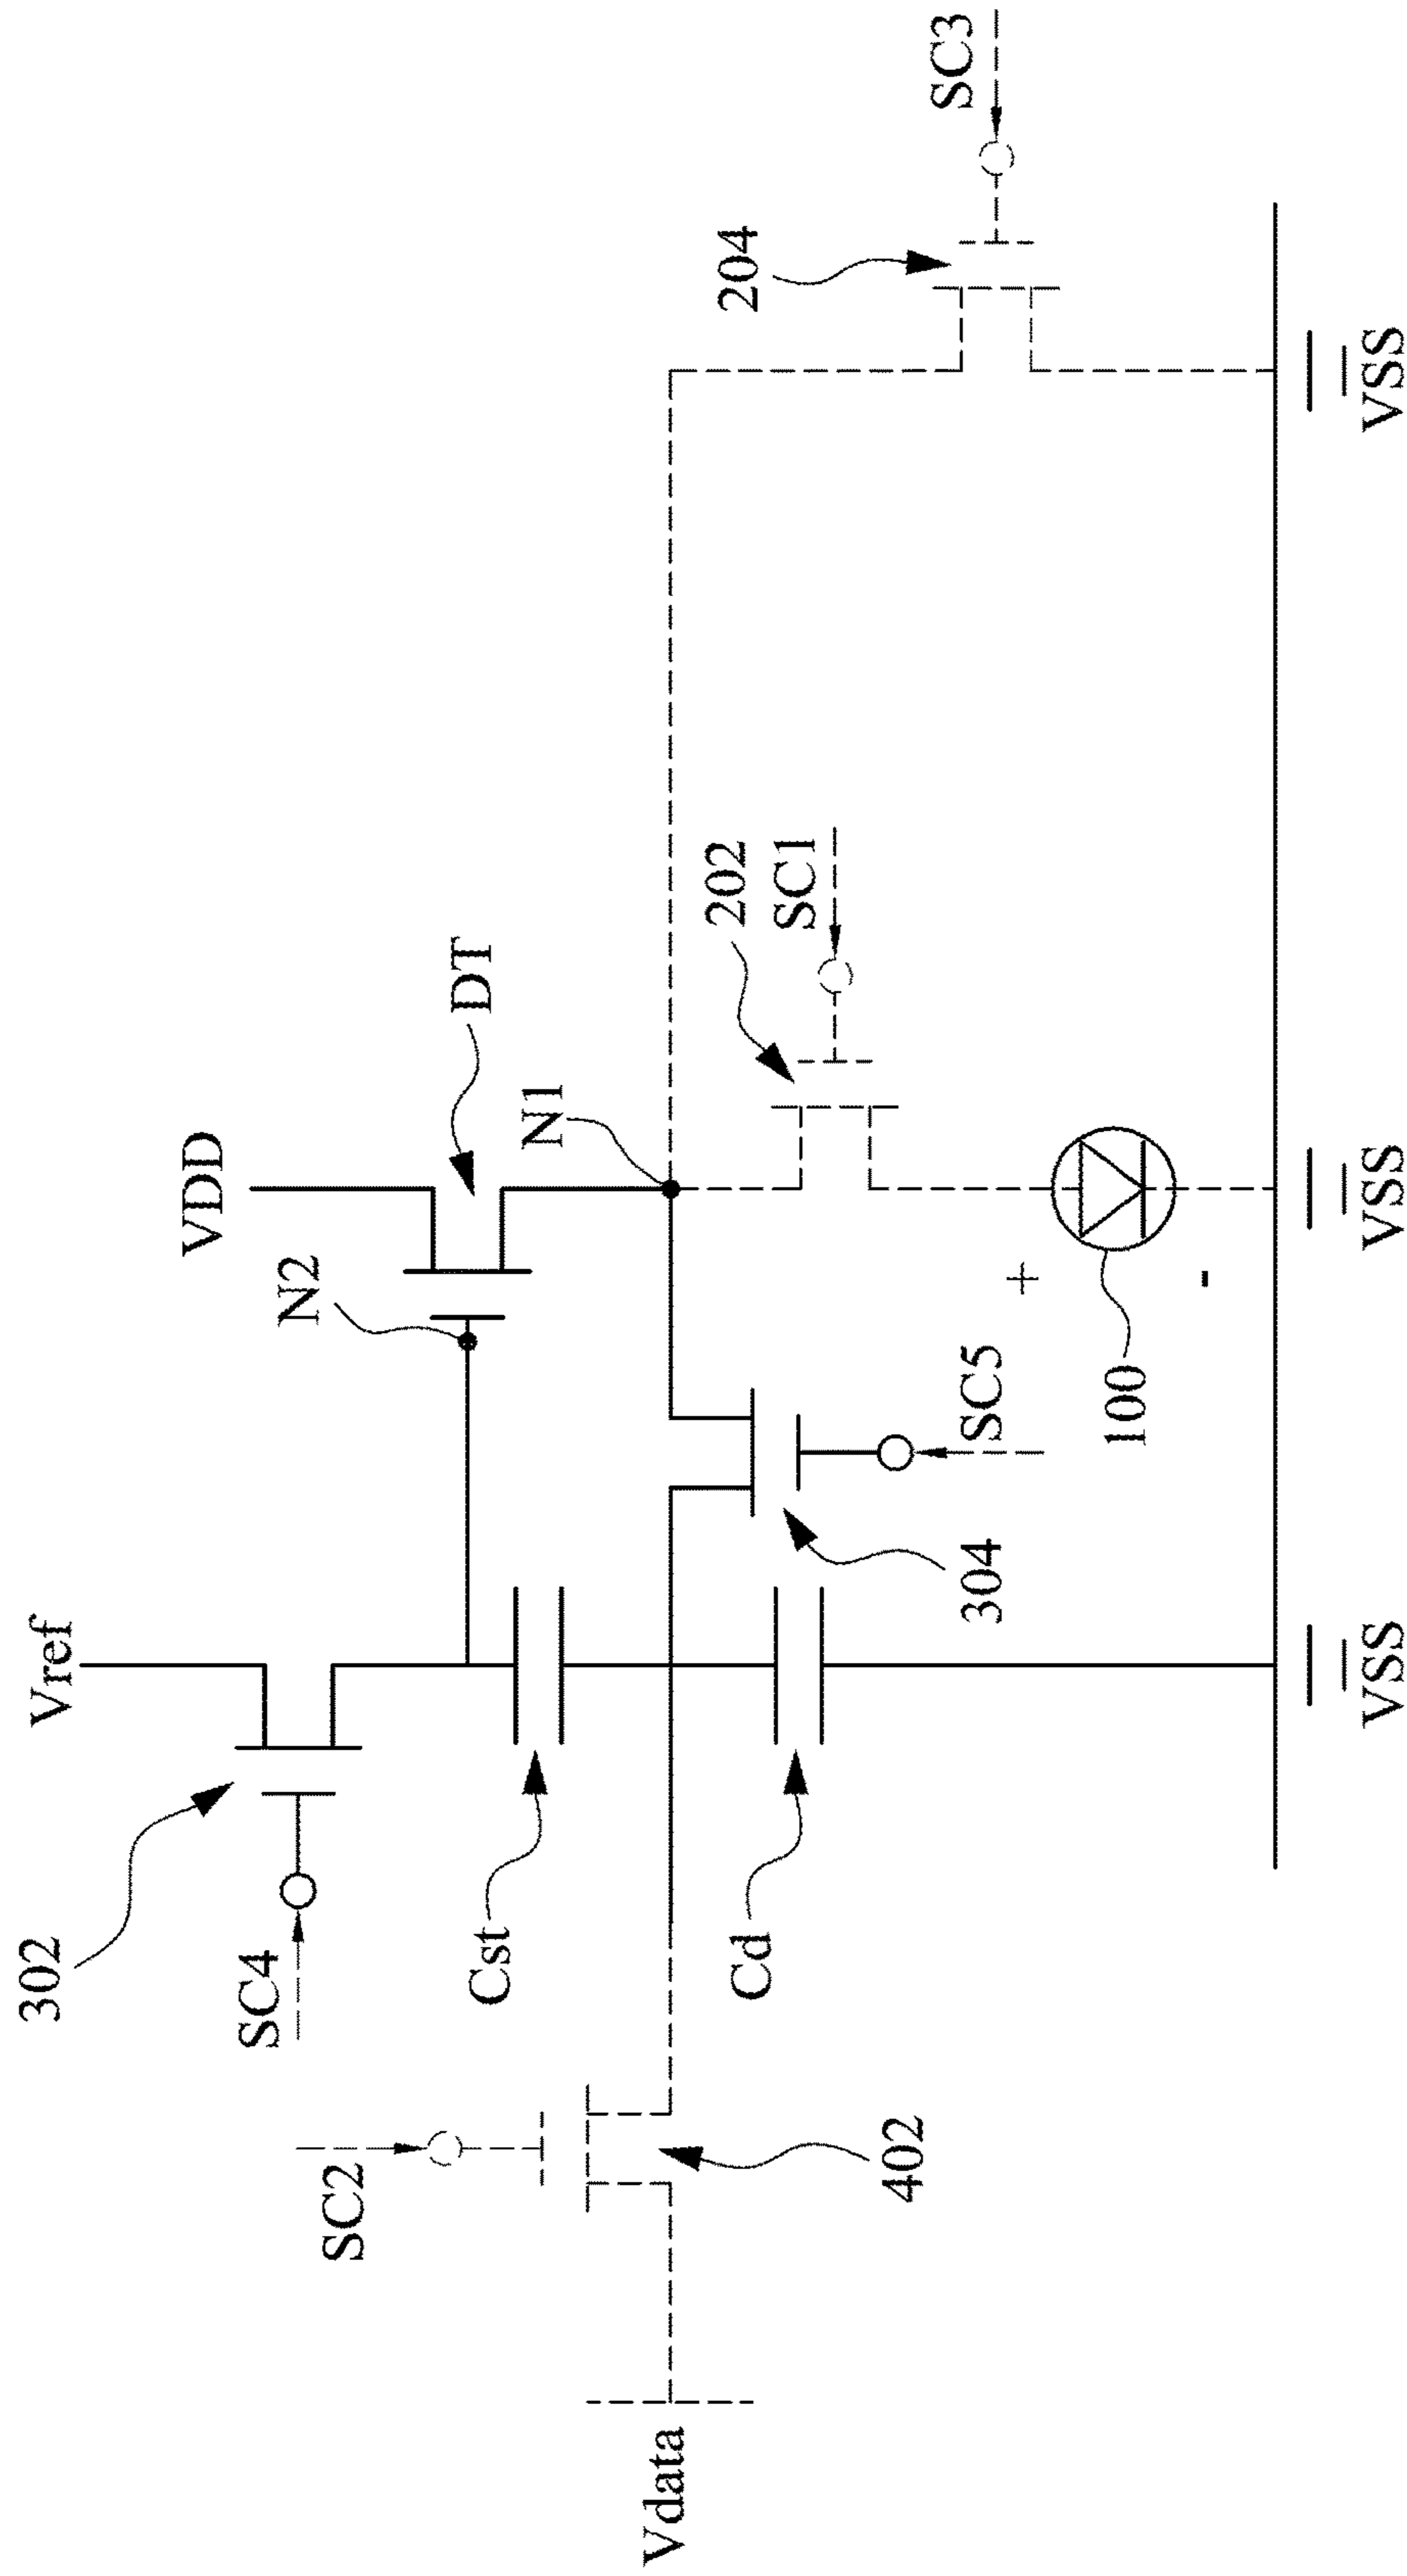 Vref
VDD
302
SC4
N2
DT
SC2
Cst
N1
204
SC3
Vdata
402
Cd
304
SC5
202
SC1
+
100
-
VSS
VSS
VSS